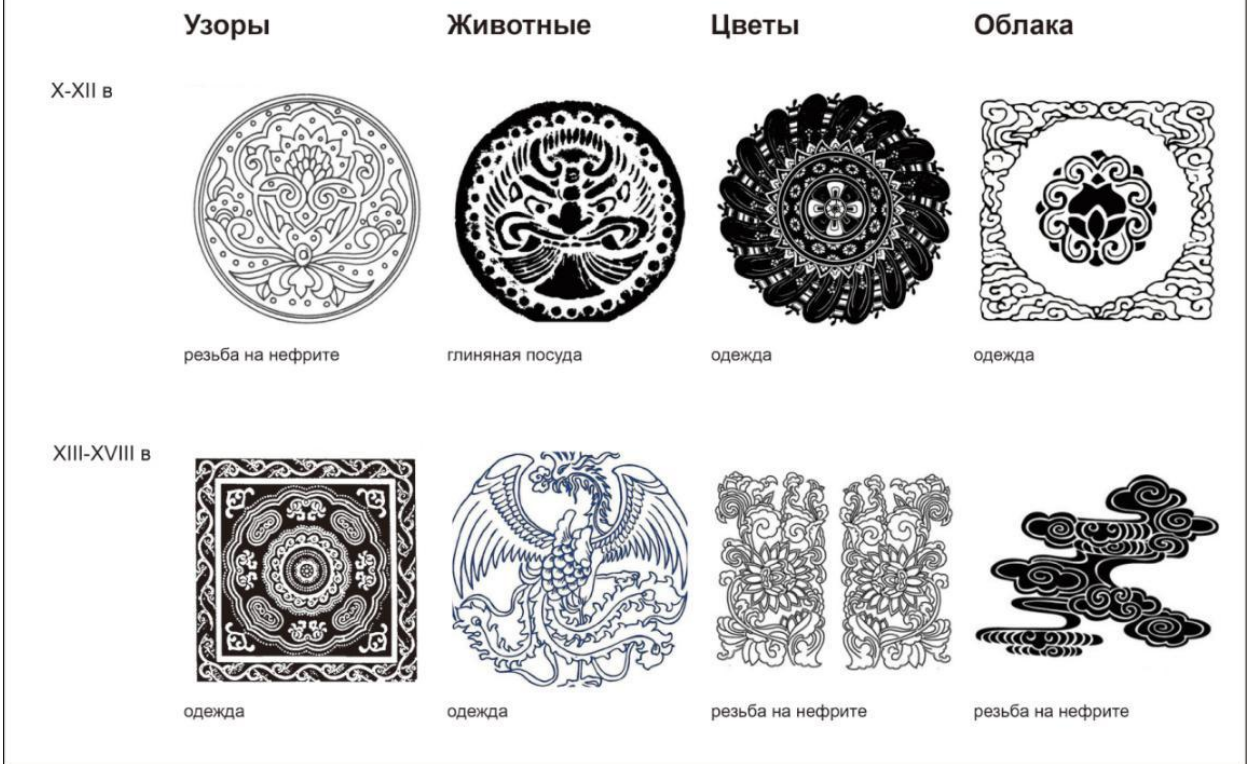 Узоры Животные Цветы Облака
X-XII в
резьба на нефрите глиняная посуда одежда одежда
XIII-XVIII в
одежда одежда резьба на нефрите резьба на нефрите